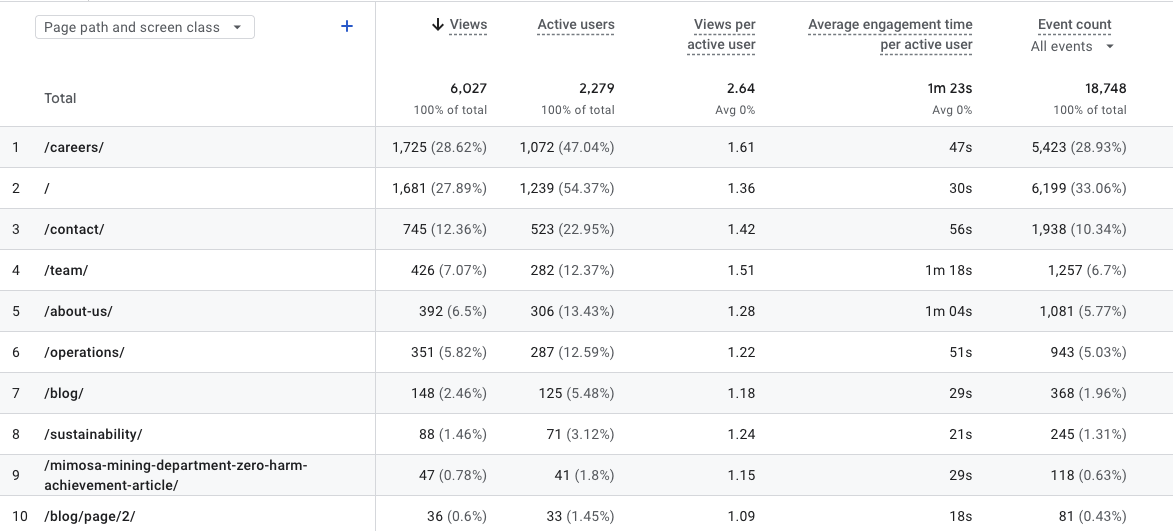 Page path and screen class
Views Active users Views per active user Average engagement time per active user Event count
All events
Total 6,027 2,279 2.64 1m 23s 18,748
100% of total 100% of total Avg 0% Avg 0% 100% of total
1 /careers/ 1,725 (28.62%) 1,072 (47.04%) 1.61 47s 5,423 (28.93%)
2 / 1,681 (27.89%) 1,239 (54.37%) 1.36 30s 6,199 (33.06%)
3 /contact/ 745 (12.36%) 523 (22.95%) 1.42 56s 1,938 (10.34%)
4 /team/ 426 (7.07%) 282 (12.37%) 1.51 1m 18s 1,257 (6.7%)
5 /about-us/ 392 (6.5%) 306 (13.43%) 1.28 1m 04s 1,081 (5.77%)
6 /operations/ 351 (5.82%) 287 (12.59%) 1.22 51s 943 (5.03%)
7 /blog/ 148 (2.46%) 125 (5.48%) 1.18 29s 368 (1.96%)
8 /sustainability/ 88 (1.46%) 71 (3.12%) 1.24 21s 245 (1.31%)
9 /mimosa-mining-department-zero-harm-achievement-article/ 47 (0.78%) 41 (1.8%) 1.15 29s 118 (0.63%)
10 /blog/page/2/ 36 (0.6%) 33 (1.45%) 1.09 18s 81 (0.43%)